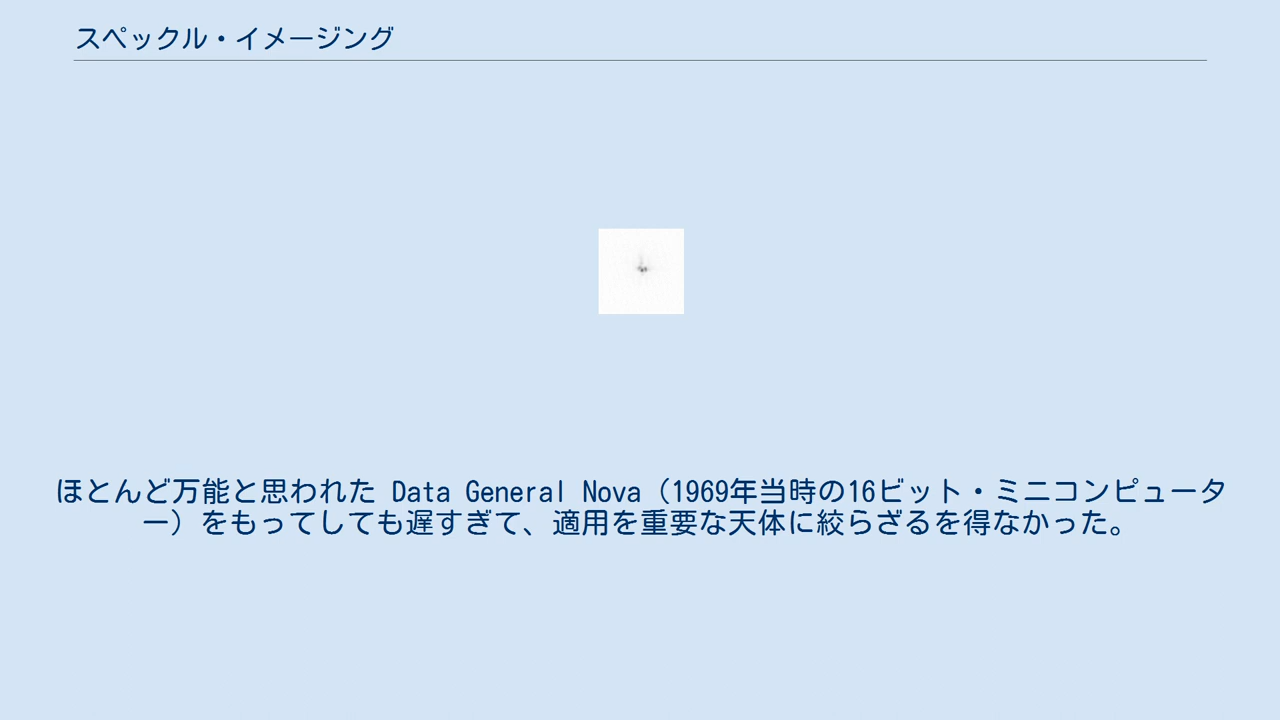 スペックル・イメージング
ほとんど万能と思われた Data General Nova（1969年当時の16ビット・ミニコンピュータ
ー）をもってしても遅すぎて、適用を重要な天体に絞らざるを得なかった。